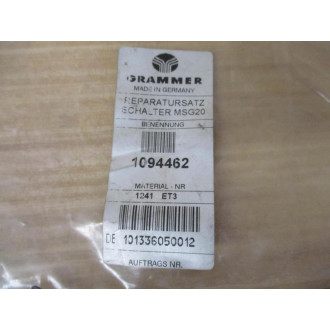 GRAMMER
MADE IN GERMANY
REPARATURSATZ
SCHALTER MSG20
BENENNUNG
1094462
MATERIAL - NR
1241 ET3
DE 101336050012
AUFTRAGS NR.